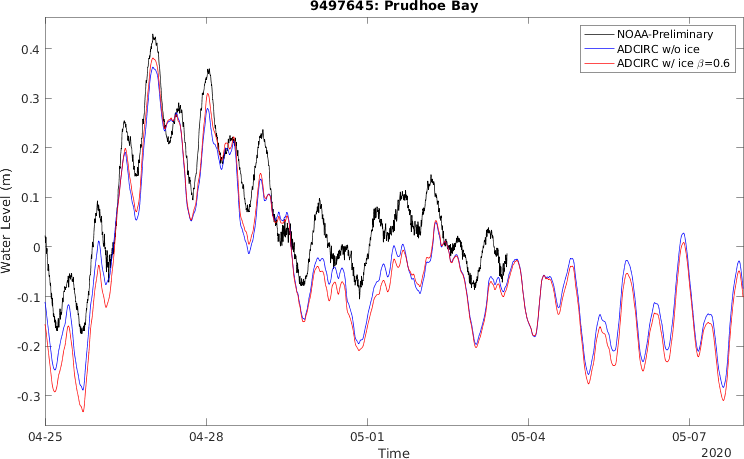 9497645: Prudhoe Bay
NOAA-Preliminary
ADCIRC w/o ice
ADCIRC w/ ice β=0.6
Water Level (m)
0.4
0.3
0.2
0.1
0
-0.1
-0.2
-0.3
04-25
04-28
05-01
05-04
05-07
Time
2020